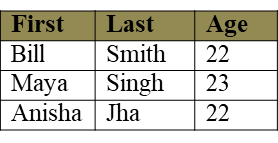 First Last Age
Bill Smith 22
Maya Singh 23
Anisha Jha 22